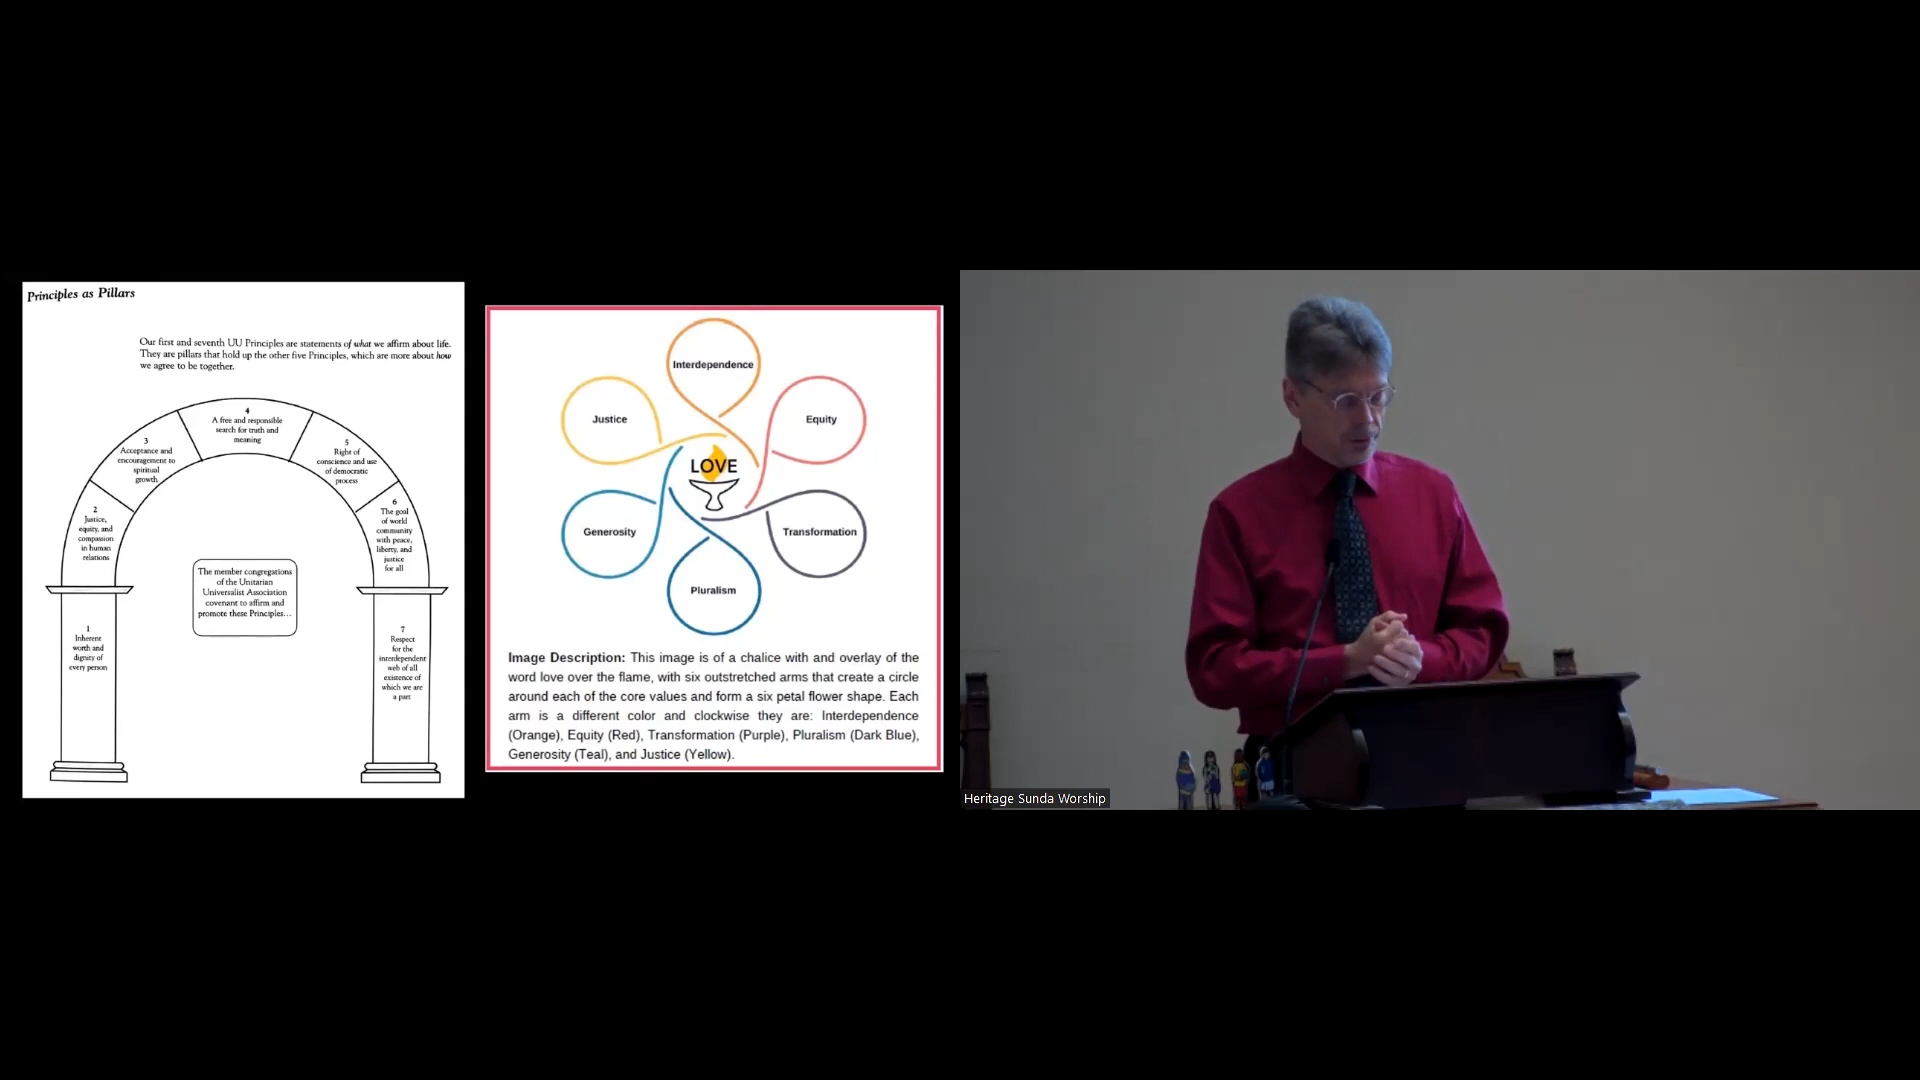 Principles as Pillars
Our first and seventh UU Principles are statements of what we affirm about life.
They are pillars that hold up the other five Principles, which are more about how
we agree to be together.
4
A free and responsible
search for truth and
meaning
3
Acceptance and
encouragement to
spiritual
growth
5
Right of
conscience and use
of democratic
process
2
Justice,
equity, and
compassion
in human
relations
6
The goal
of world
community
with peace,
liberty, and
justice
for all
The member congregations
of the Unitarian
Universalist Association
covenant to affirm and
promote these Principles...
1
Inherent
worth and
dignity of
every person
7
Respect
for the
interdependent
web of all
existence of
which we are
a part
Interdependence
Justice
Equity
LOVE
Generosity
Transformation
Pluralism
Image Description: This image is of a chalice with and overlay of the
word love over the flame, with six outstretched arms that create a circle
around each of the core values and form a six petal flower shape. Each
arm is a different color and clockwise they are: Interdependence
(Orange), Equity (Red), Transformation (Purple), Pluralism (Dark Blue),
Generosity (Teal), and Justice (Yellow).
Heritage Sunda Worship